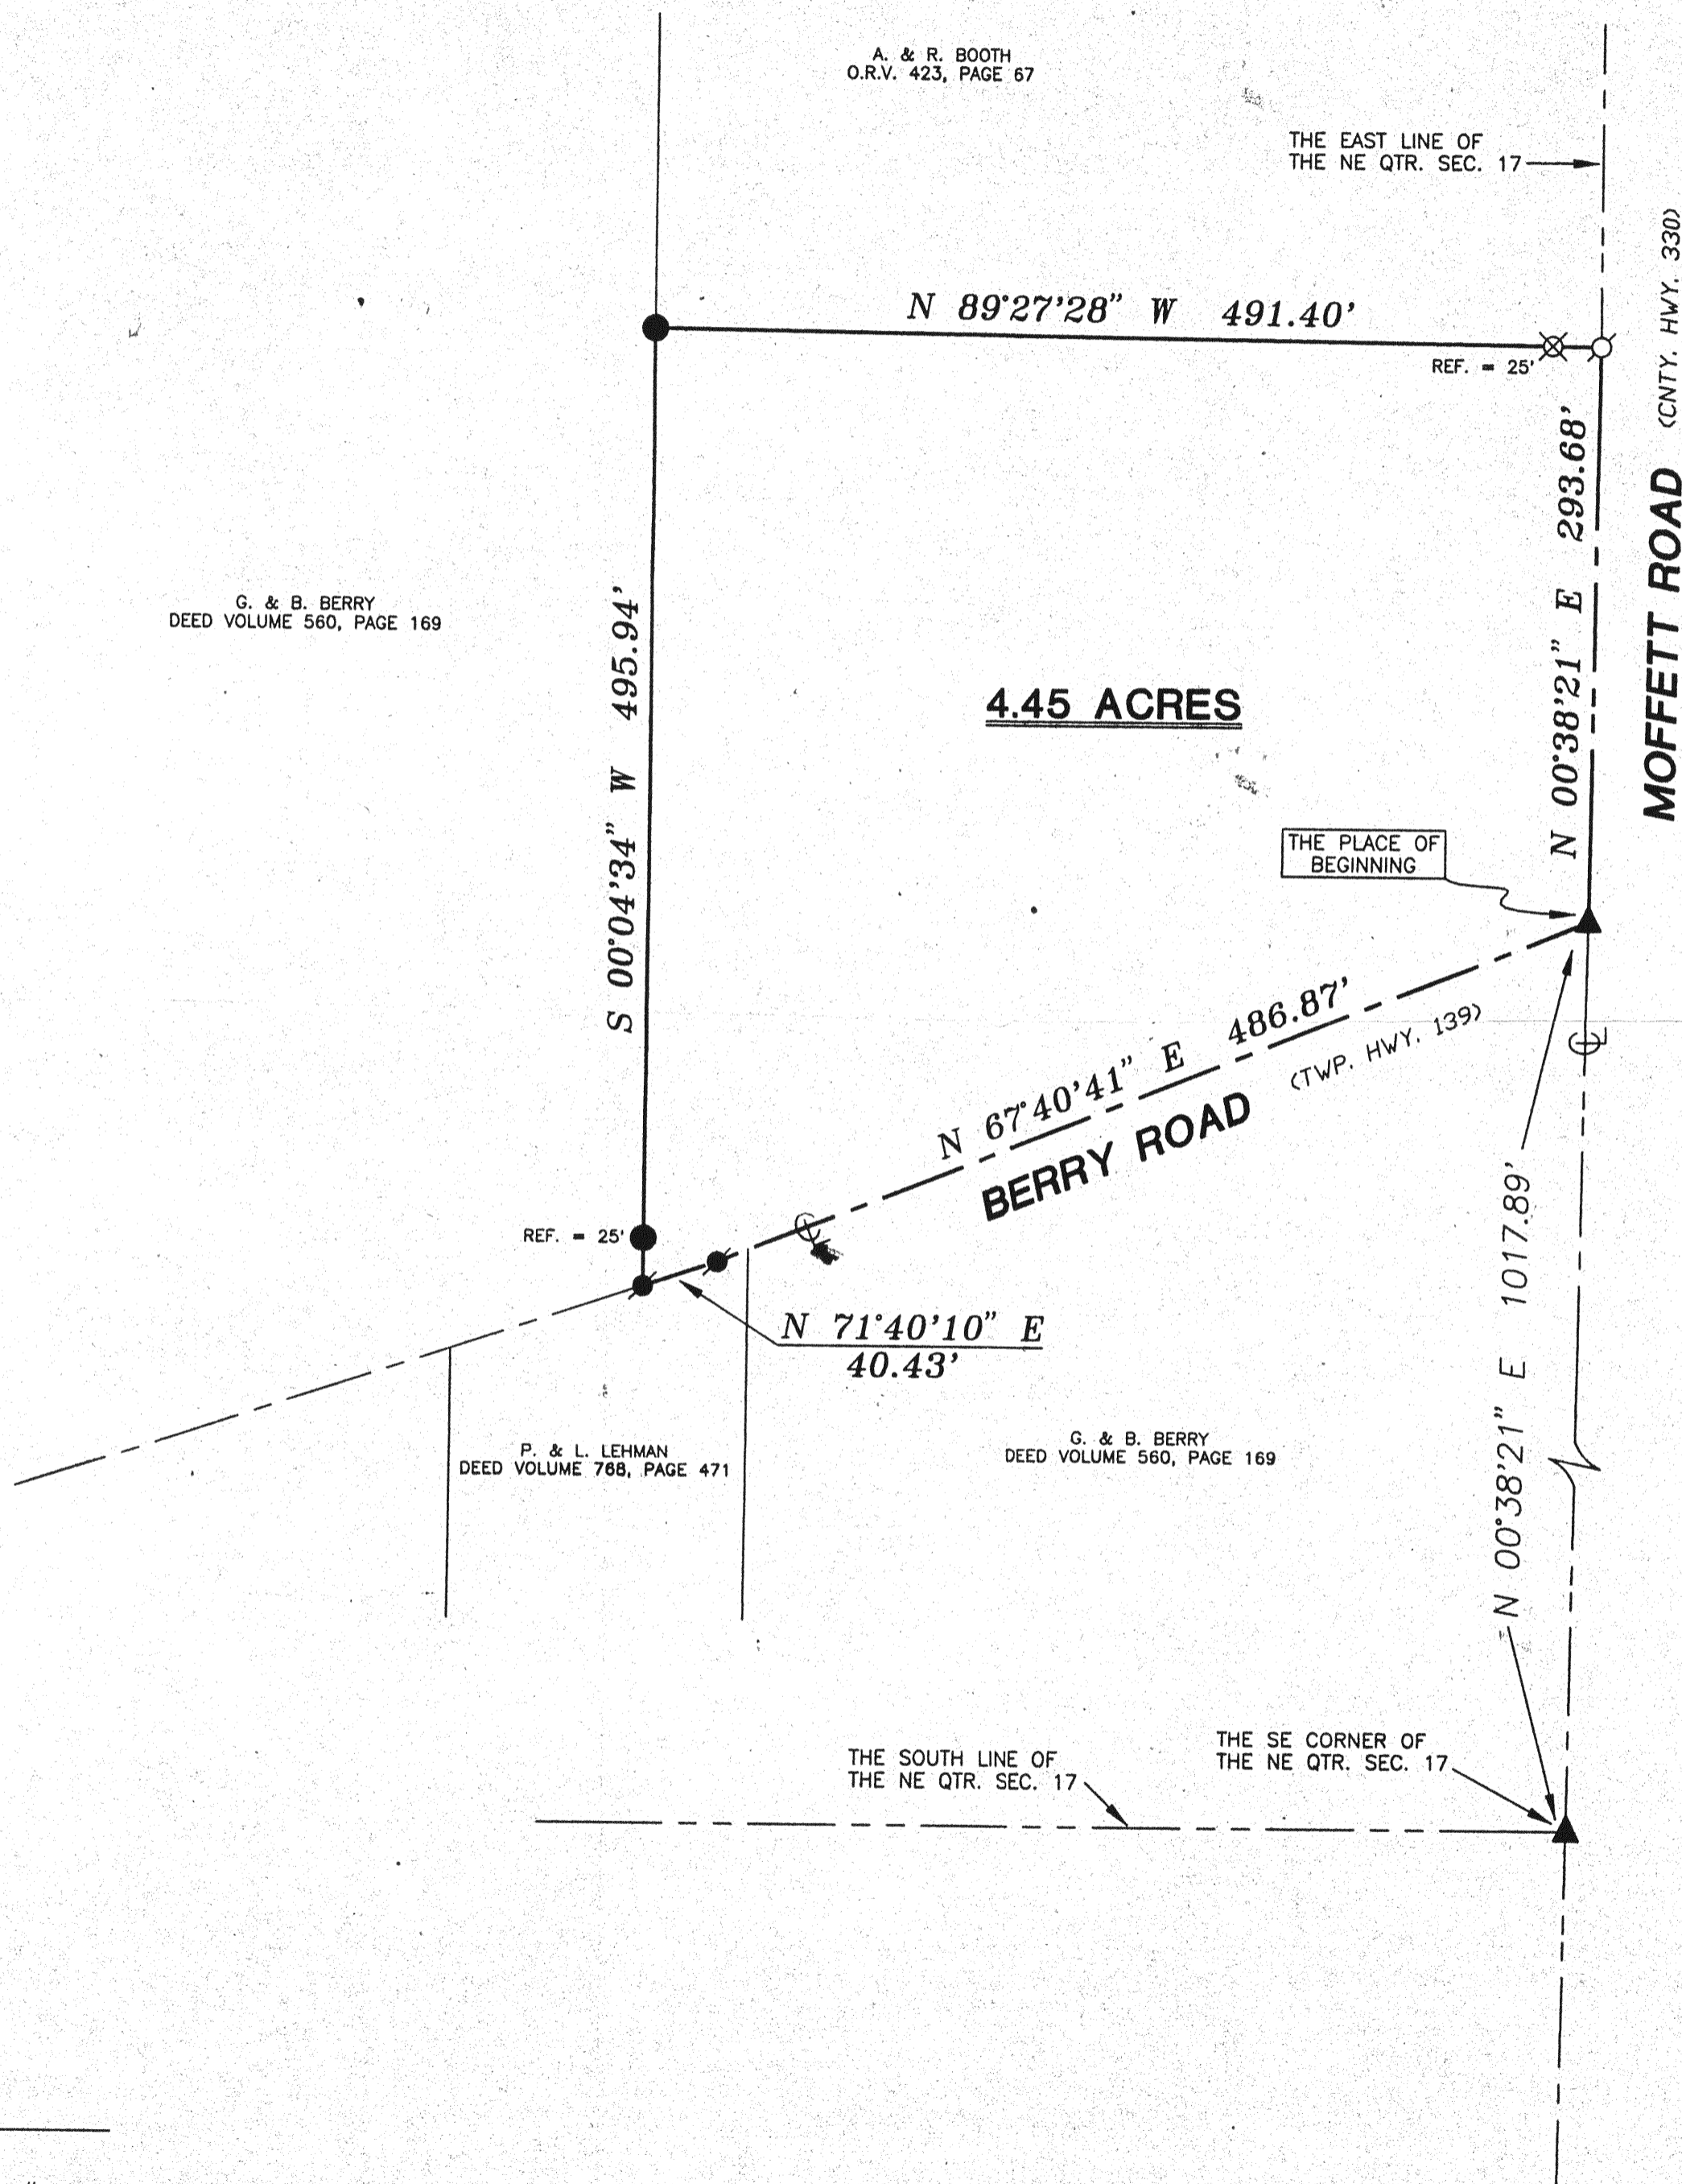 A. & R. BOOTH
O.R.V. 423, PAGE 67
THE EAST LINE OF
THE NE QTR. SEC. 17
(CNTY. HWY. 330)
MOFFETT ROAD
N 89°27'28" W 491.40'
REF. = 25'
N 00°38'21" E 293.68'
G. & B. BERRY
DEED VOLUME 560, PAGE 169
S 00°04'34" W 495.94'
4.45 ACRES
THE PLACE OF
BEGINNING
N 67°40'41" E 486.87'
(TWP. HWY. 139)
BERRY ROAD
REF. = 25'
N 71°40'10" E
40.43'
N 00°38'21" E 1017.89'
P. & L. LEHMAN
DEED VOLUME 768, PAGE 471
G. & B. BERRY
DEED VOLUME 560, PAGE 169
THE SOUTH LINE OF
THE NE QTR. SEC. 17
THE SE CORNER OF
THE NE QTR. SEC. 17